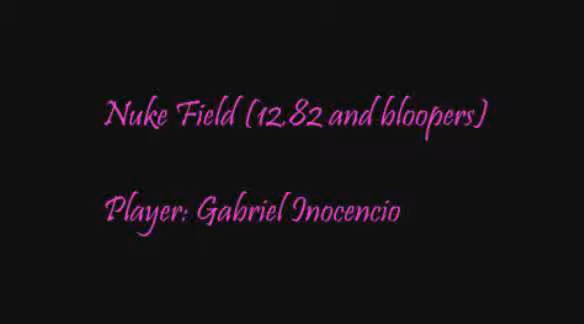 Nuke Field (12.82 and bloopers)
Player: Gabriel Inocencio